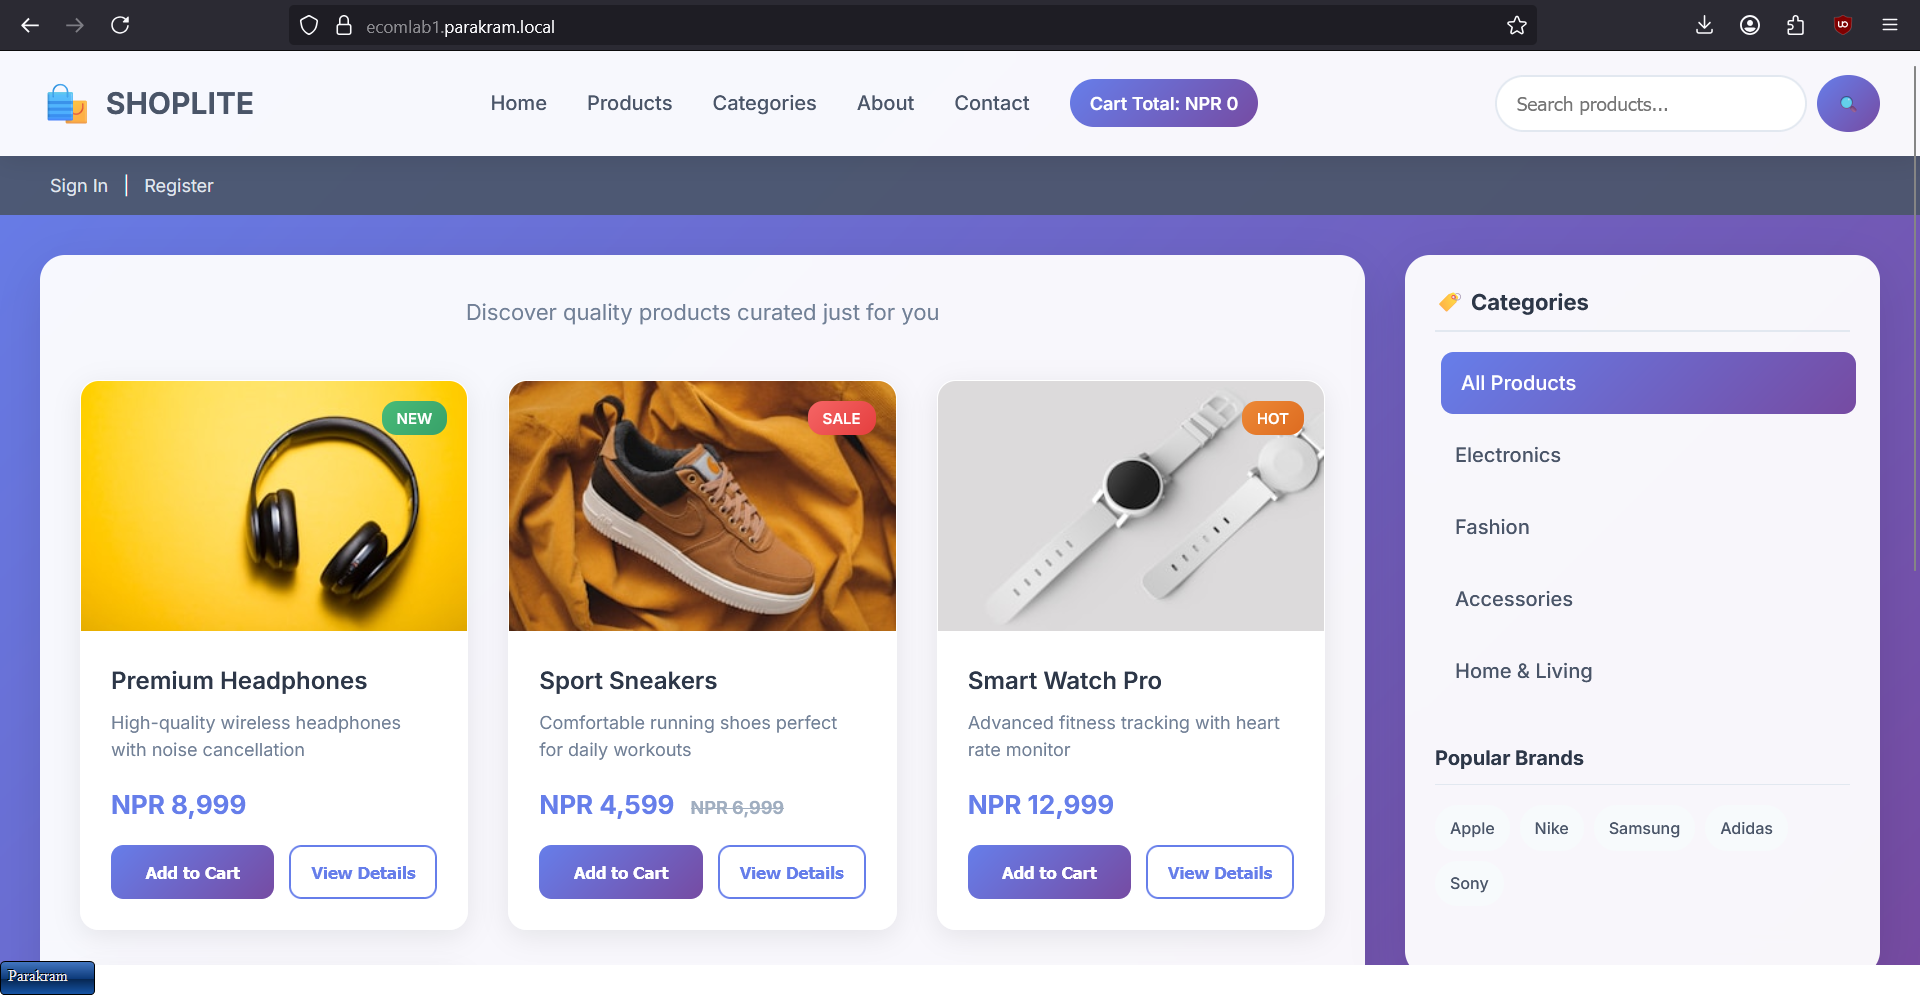 ecomlab1.parakram.local
SHOPLITE
Home
Products
Categories
About
Contact
Cart Total: NPR 0
Search products...
Sign In | Register
Discover quality products curated just for you
NEW
Premium Headphones
High-quality wireless headphones
with noise cancellation
NPR 8,999
Add to Cart
View Details
SALE
Sport Sneakers
Comfortable running shoes perfect
for daily workouts
NPR 4,599 NPR 6,999
Add to Cart
View Details
HOT
Smart Watch Pro
Advanced fitness tracking with heart
rate monitor
NPR 12,999
Add to Cart
View Details
Categories
All Products
Electronics
Fashion
Accessories
Home & Living
Popular Brands
Apple
Nike
Samsung
Adidas
Sony
Parakram